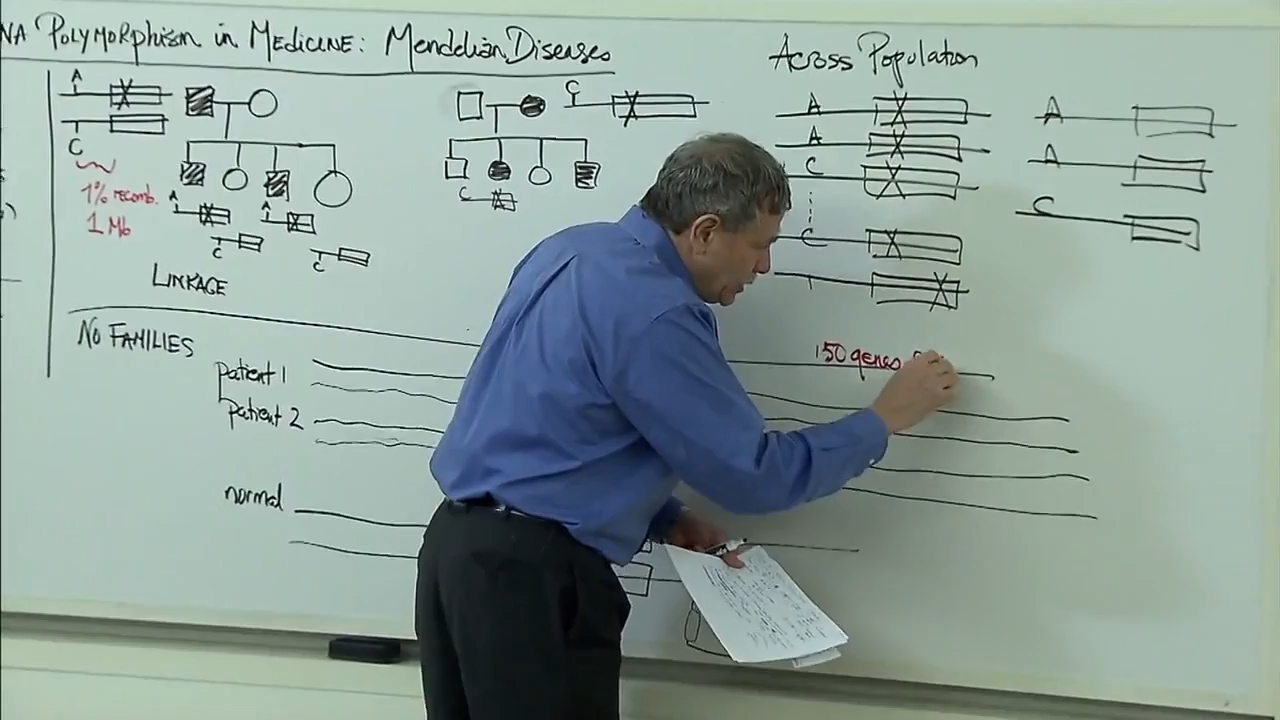 NA Polymorphism in Medicine: Mendelian Diseases
A
C
1% recomb.
1 Mb
A
C
A
C
LINKAGE
C
C
Across Population
A
A
C
C
A
A
C
NO FAMILIES
patient 1
patient 2
normal
150 genes